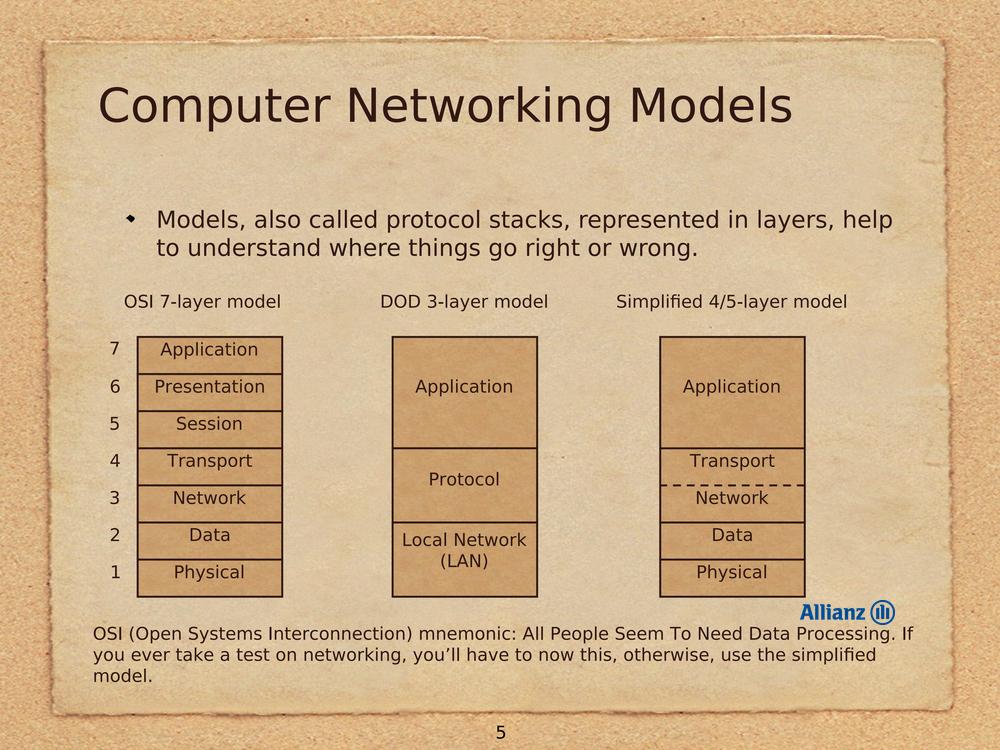 Computer Networking Models
Models, also called protocol stacks, represented in layers, help
to understand where things go right or wrong.
OSI 7-layer model
DOD 3-layer model
Simplified 4/5-layer model
7
Application
6
Presentation
5
Session
4
Transport
3
Network
2
Data
1
Physical
Application
Protocol
Local Network
(LAN)
Application
Transport
Network
Data
Physical
Allianz
OSI (Open Systems Interconnection) mnemonic: All People Seem To Need Data Processing. If
you ever take a test on networking, you’ll have to now this, otherwise, use the simplified
model.
5